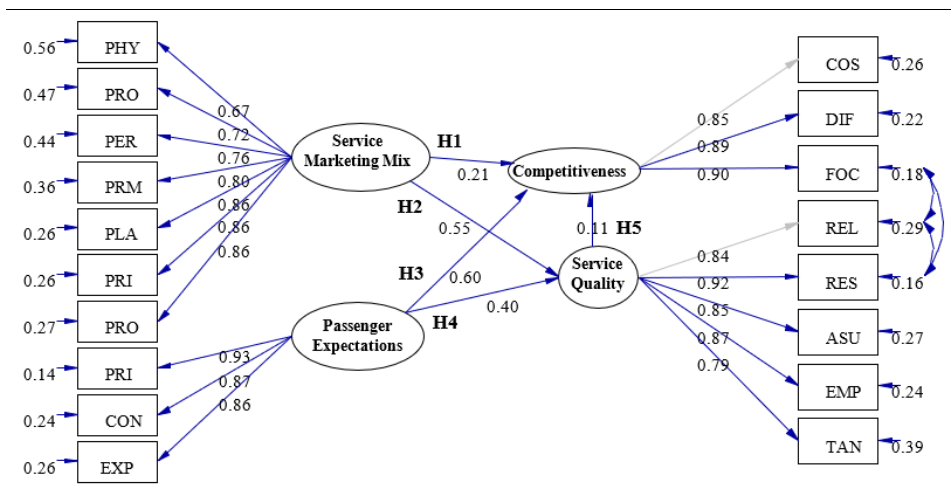 0.56 PHY
0.47 PRO
0.44 PER
0.36 PRM
0.26 PLA
0.26 PRI
0.27 PRO
0.14 PRI
0.24 CON
0.26 EXP
0.67
0.72
0.76
0.80
0.86
0.86
0.86
0.93
0.87
0.86
Service
Marketing Mix
Passenger
Expectations
H1
0.21
H2
0.55
H3
0.60
H4
0.40
0.11 H5
Competitiveness
Service
Quality
0.85
0.89
0.90
0.84
0.92
0.85
0.87
0.79
COS 0.26
DIF 0.22
FOC 0.18
REL 0.29
RES 0.16
ASU 0.27
EMP 0.24
TAN 0.39